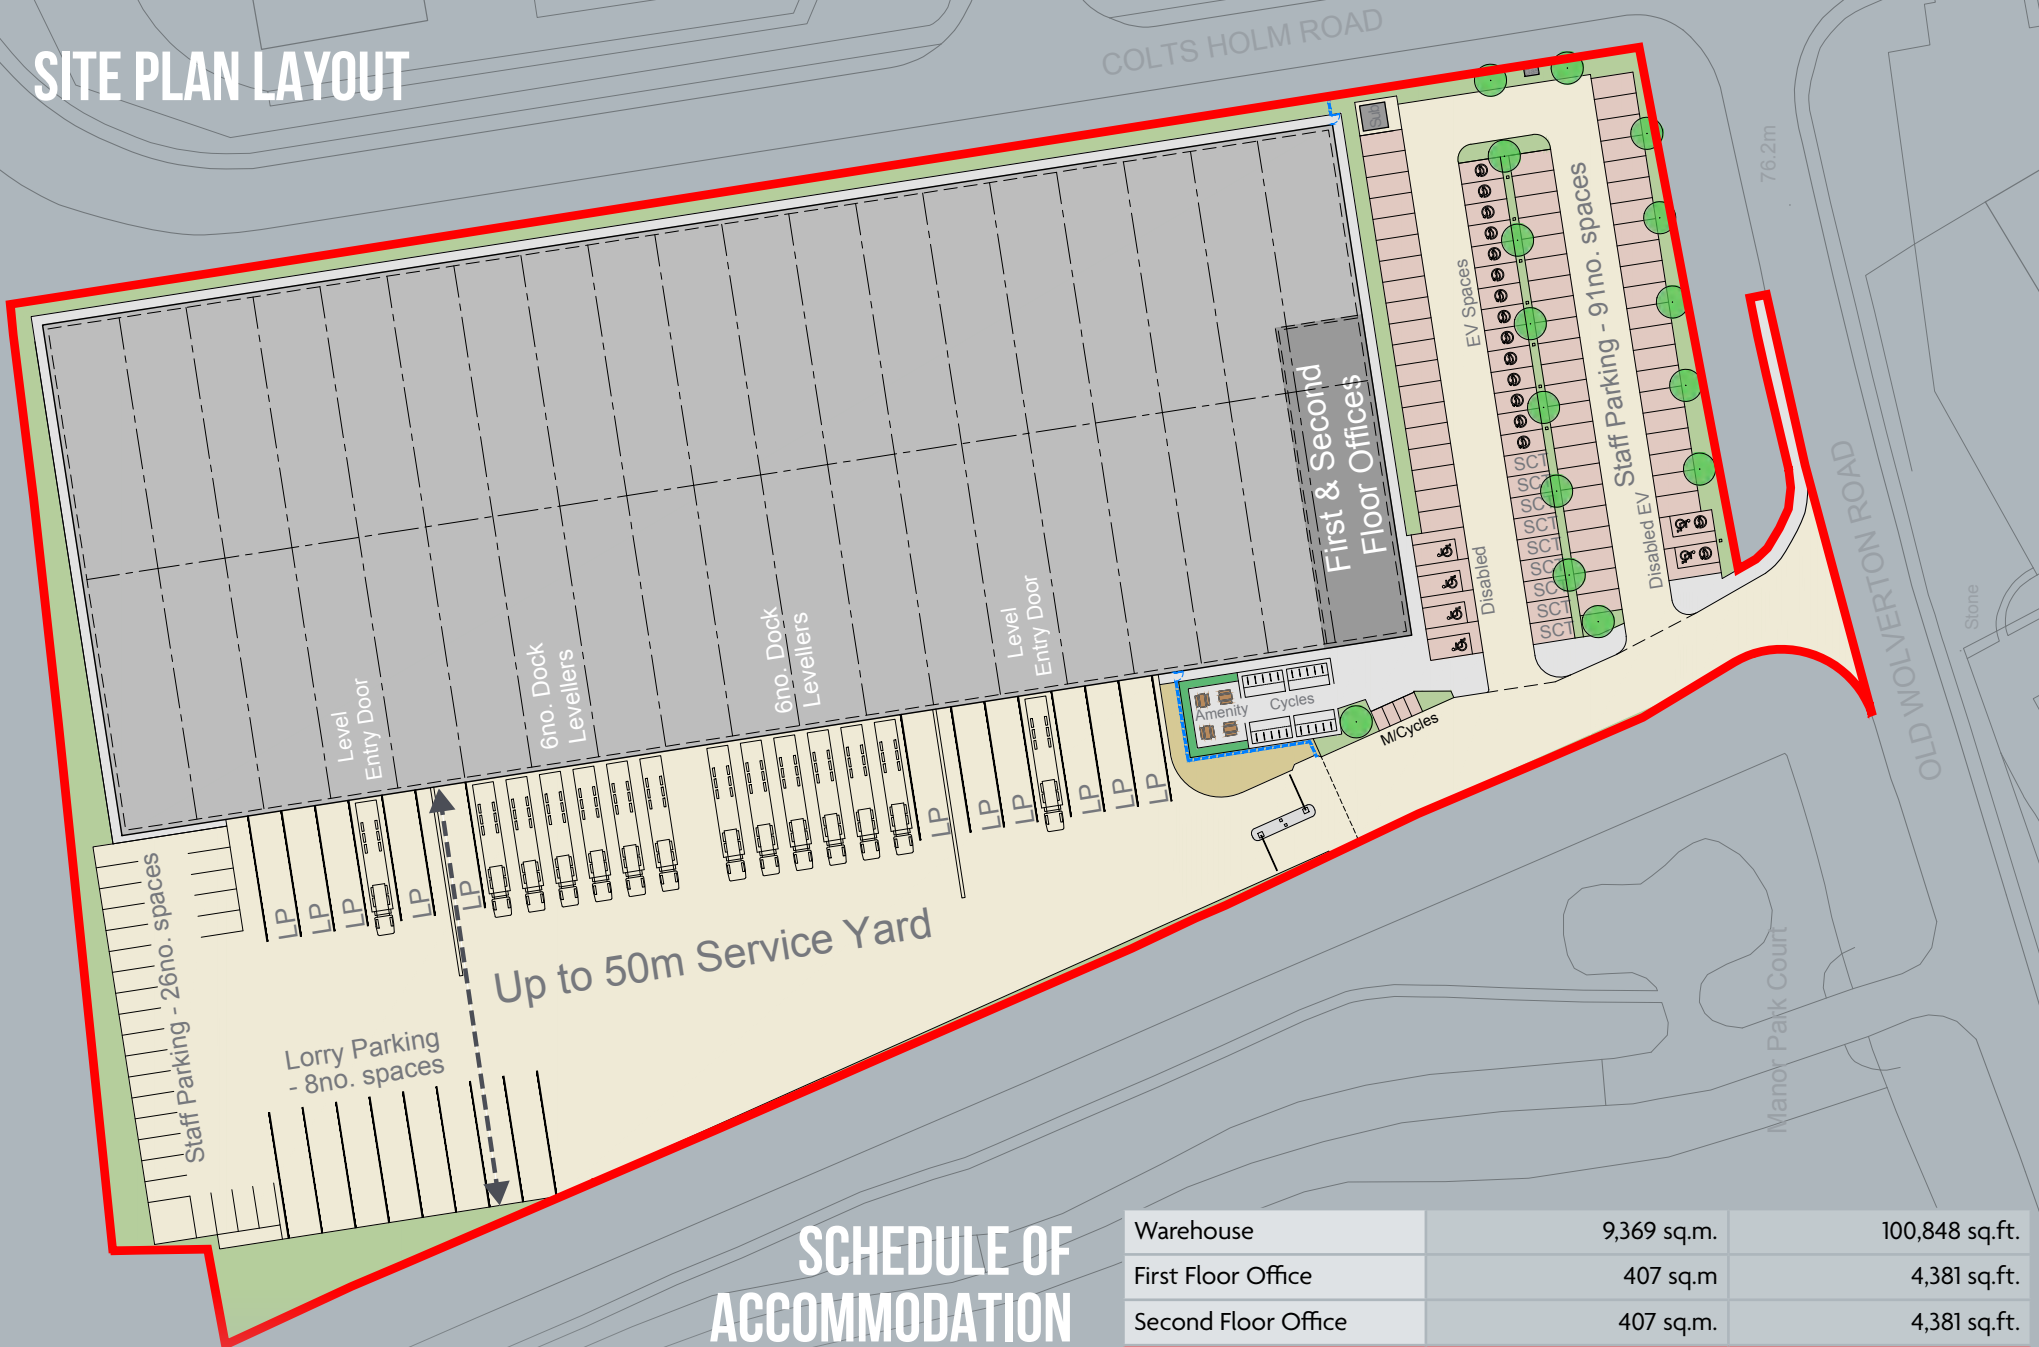 SITE PLAN LAYOUT
COLTS HOLM ROAD
Sub
76.2m
EV Spaces
Staff Parking - 91no. spaces
First & Second
Floor Offices
SCT
SCT
SCT
SCT
SCT
SCT
SCT
SCT
SCT
Disabled
Disabled EV
OLD WOLVERTON ROAD
Stone
Level
Entry Door
6no. Dock
Levellers
6no. Dock
Levellers
Level
Entry Door
Amenity
Cycles
M/Cycles
LP
LP
LP
LP
LP
LP
LP
LP
LP
LP
LP
Up to 50m Service Yard
Staff Parking - 26no. spaces
Lorry Parking
- 8no. spaces
Manor Park Court
SCHEDULE OF
ACCOMMODATION
Warehouse 9,369 sq.m. 100,848 sq.ft.
First Floor Office 407 sq.m 4,381 sq.ft.
Second Floor Office 407 sq.m. 4,381 sq.ft.